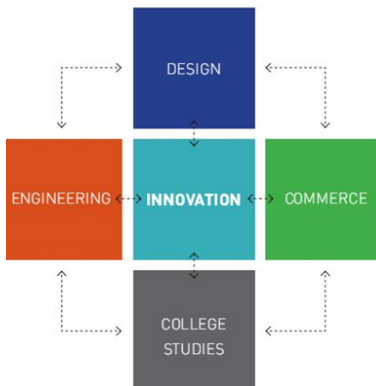 DESIGN
ENGINEERING
INNOVATION
COMMERCE
COLLEGE
STUDIES